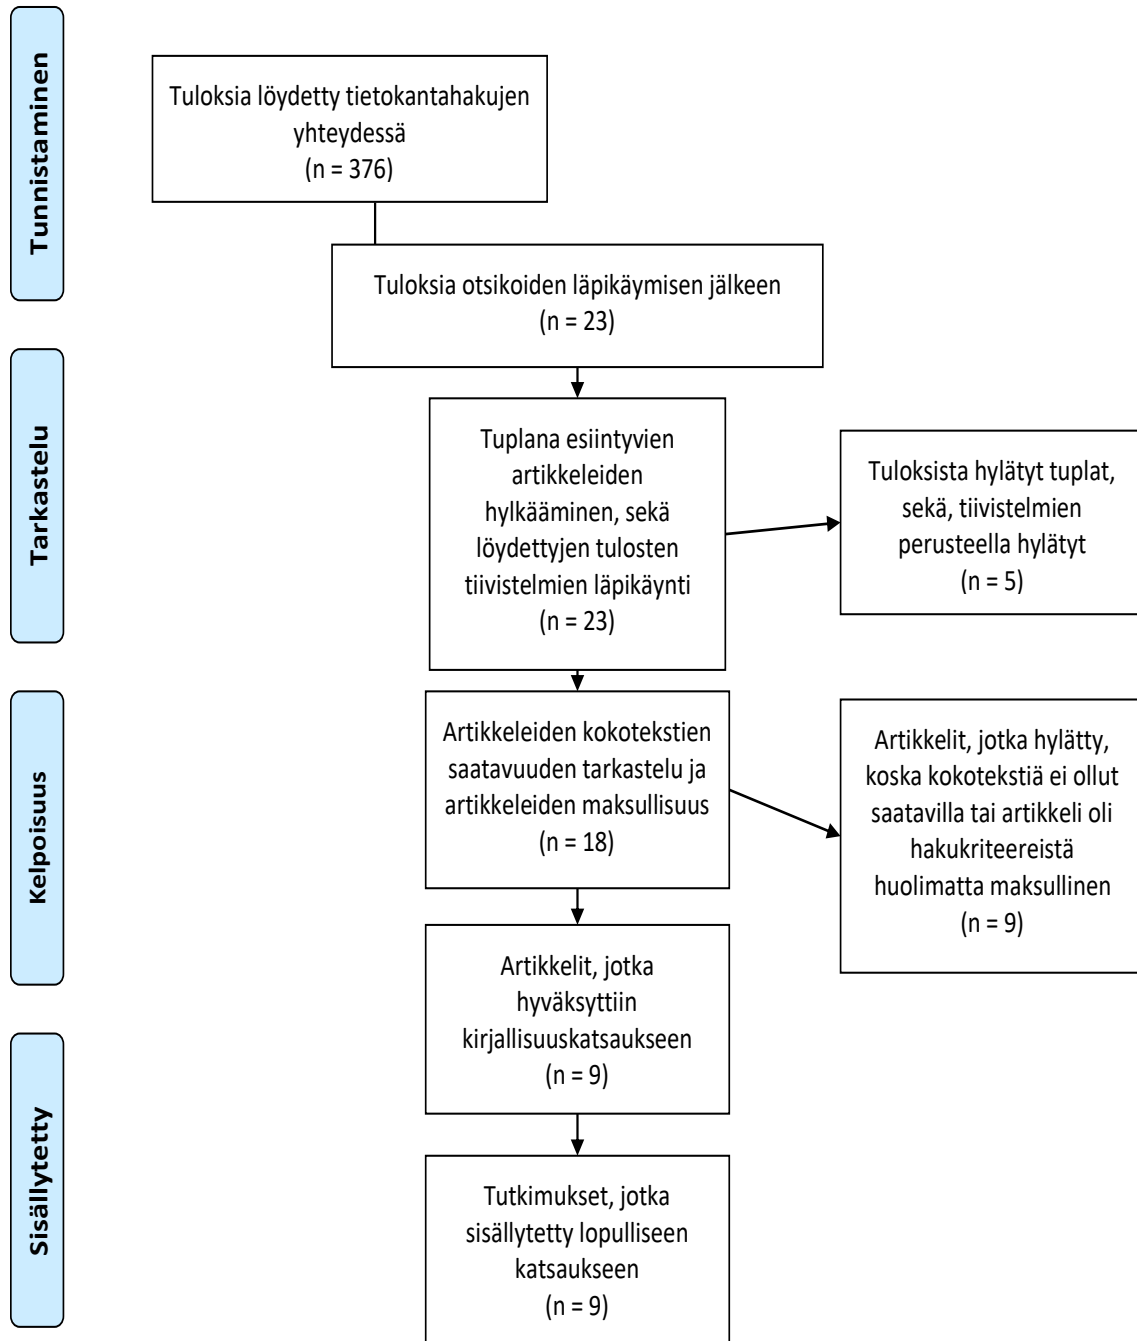 Tunnistaminen
Tuloksia löydetty tietokantahakujen
yhteydessä
(n = 376)
Tuloksia otsikoiden läpikäymisen jälkeen
(n = 23)
Tarkastelu
Tuplana esiintyvien
artikkeleiden
hylkääminen, sekä
löydettyjen tulosten
tiivistelmien läpikäynti
(n = 23)
Tuloksista hylätyt tuplat,
sekä, tiivistelmien
perusteella hylätyt
(n = 5)
Kelpoisuus
Artikkeleiden kokotekstien
saatavuuden tarkastelu ja
artikkeleiden maksullisuus
(n = 18)
Artikkelit, jotka hylätty,
koska kokotekstiä ei ollut
saatavilla tai artikkeli oli
hakukriteereistä
huolimatta maksullinen
(n = 9)
Artikkelit, jotka
hyväksyttiin
kirjallisuuskatsaukseen
(n = 9)
Sisällytetty
Tutkimukset, jotka
sisällytetty lopulliseen
katsaukseen
(n = 9)